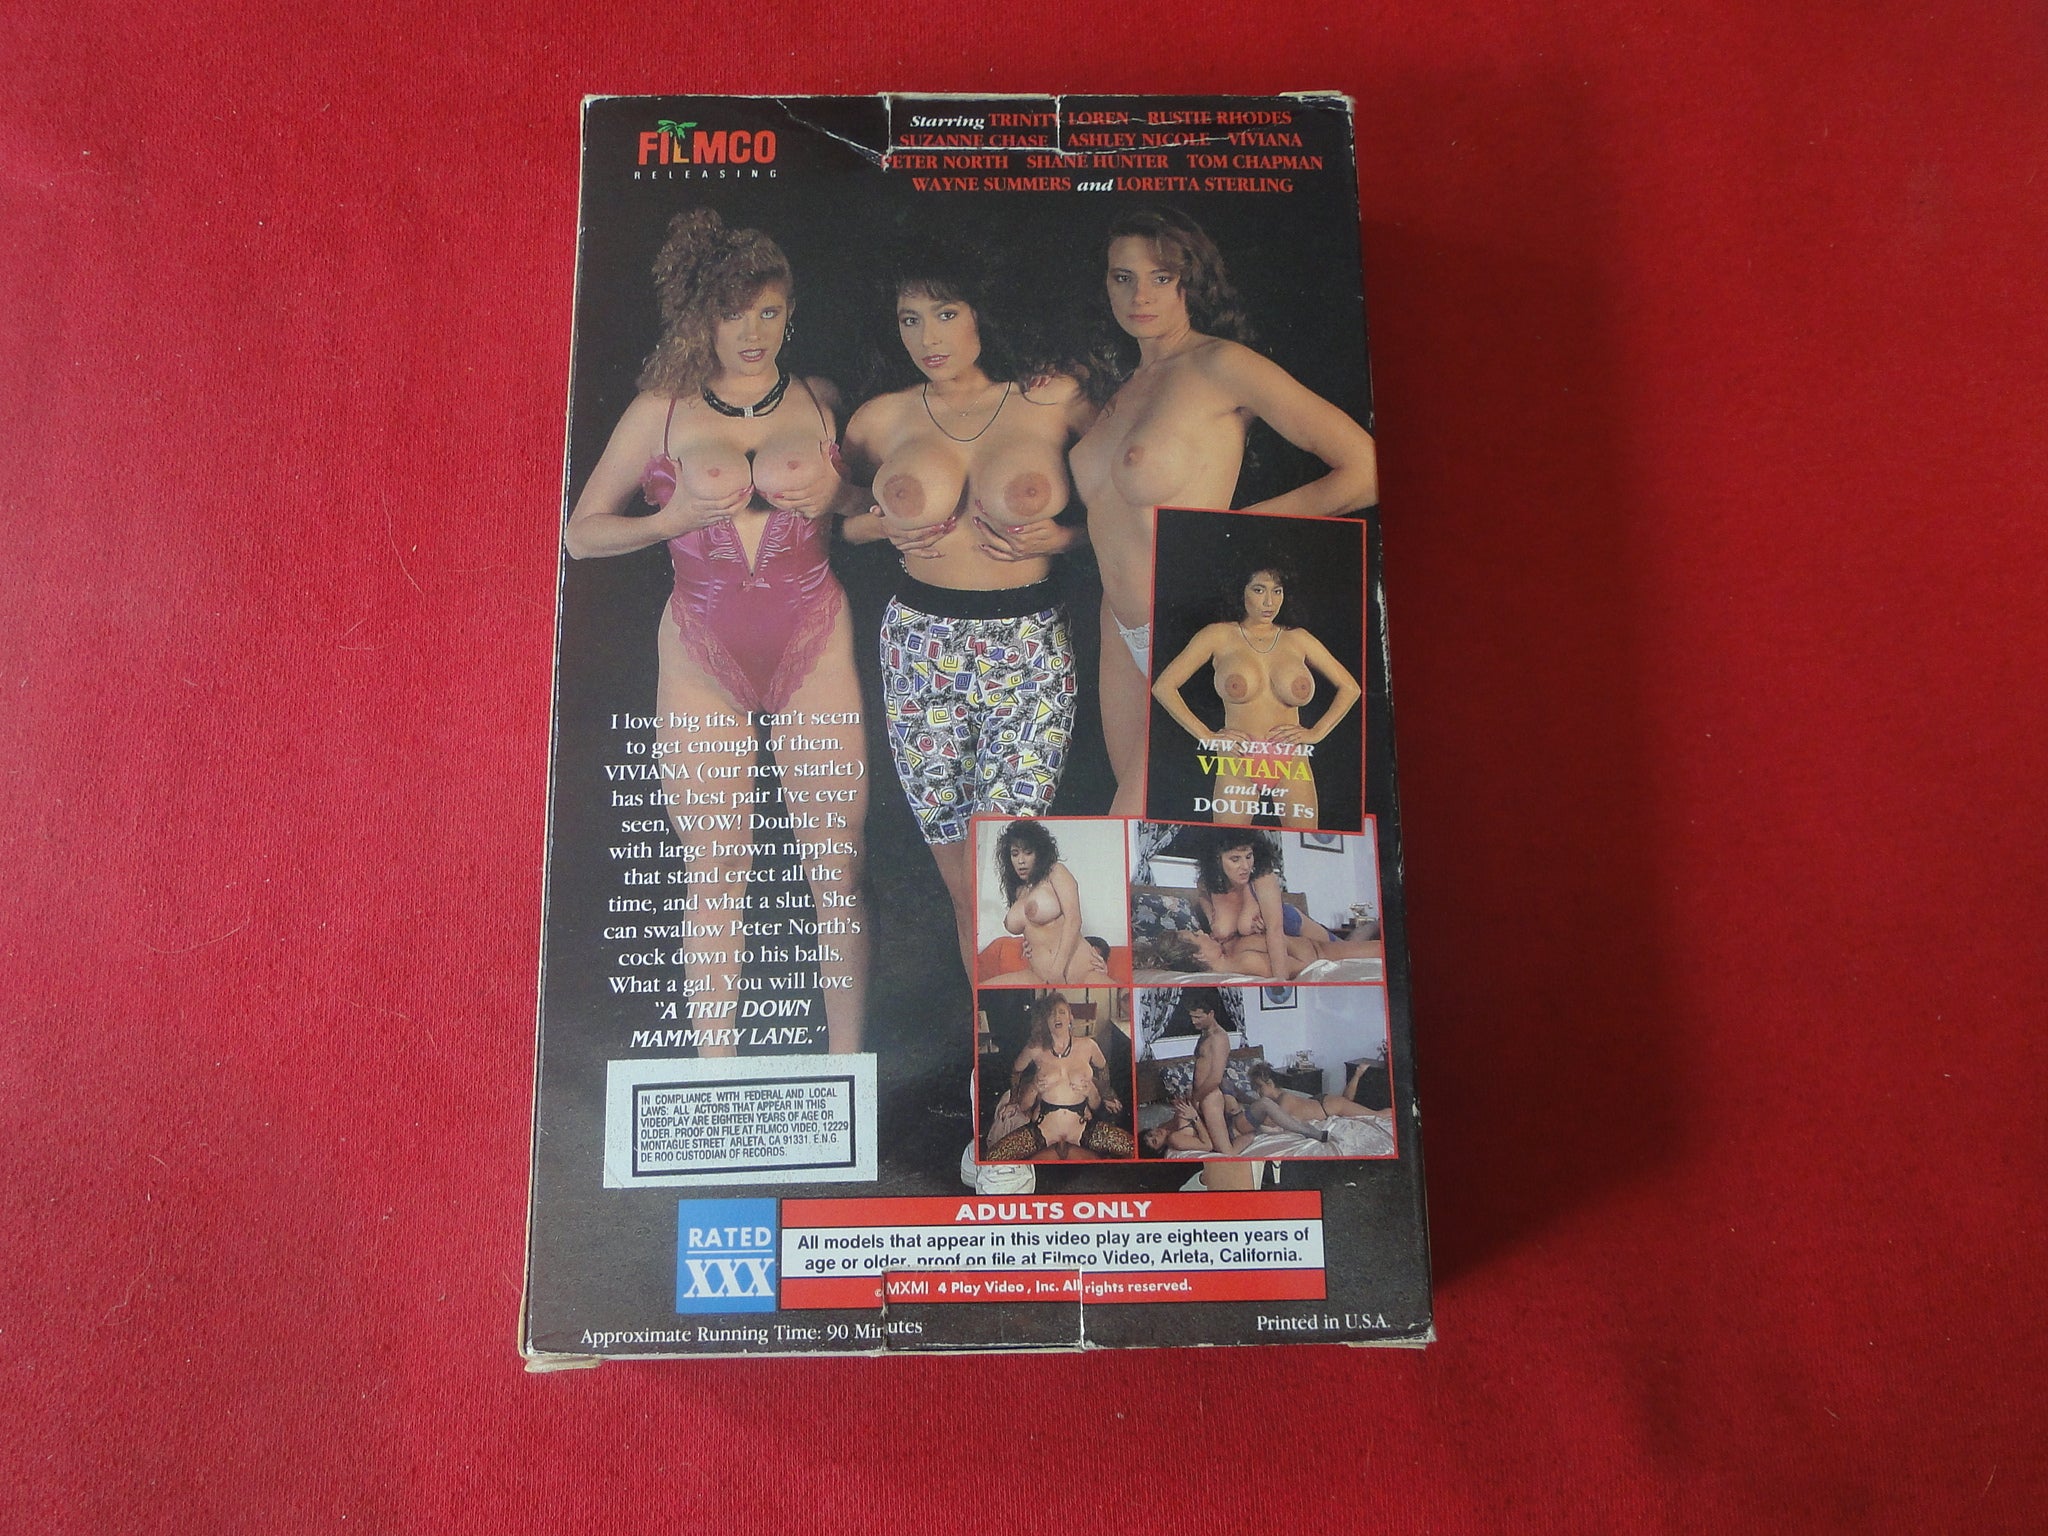 FILMCO
RELEASING
Starring TRINITY LOREN RUSTIE RHODES
SUZANNE CHASE ASHLEY NICOLE VIVIANA
PETER NORTH SHANE HUNTER TOM CHAPMAN
WAYNE SUMMERS and LORETTA STERLING
I love big tits. I can't seem
to get enough of them.
VIVIANA (our new starlet)
has the best pair I've ever
seen, WOW! Double Fs
with large brown nipples,
that stand erect all the
time, and what a slut. She
can swallow Peter North's
cock down to his balls.
What a gal. You will love
"A TRIP DOWN
MAMMARY LANE."
NEW SEX STAR
VIVIANA
and her
DOUBLE Fs
IN COMPLIANCE WITH FEDERAL AND LOCAL
LAWS: ALL ACTORS THAT APPEAR IN THIS
VIDEOPLAY ARE EIGHTEEN YEARS OF AGE OR
OLDER. PROOF ON FILE AT FILMCO VIDEO, 12229
MONTAGUE STREET ARLETA, CA 91331. E.N.G.
DE ROO CUSTODIAN OF RECORDS.
RATED
XXX
ADULTS ONLY
All models that appear in this video play are eighteen years of
age or older, proof on file at Filmco Video, Arleta, California.
© MXMI 4 Play Video, Inc. All rights reserved.
Approximate Running Time: 90 Minutes
Printed in U.S.A.